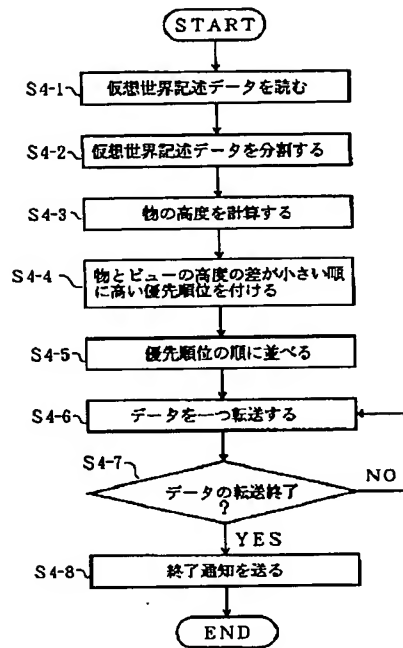 START
S4-1
仮想世界記述データを読む
S4-2
仮想世界記述データを分割する
S4-3
物の高度を計算する
S4-4
物とビューの高度の差が小さい順
に高い優先順位を付ける
S4-5
優先順位の順に並べる
S4-6
データを一つ転送する
S4-7
NO
データの転送終了
?
YES
S4-8
終了通知を送る
END